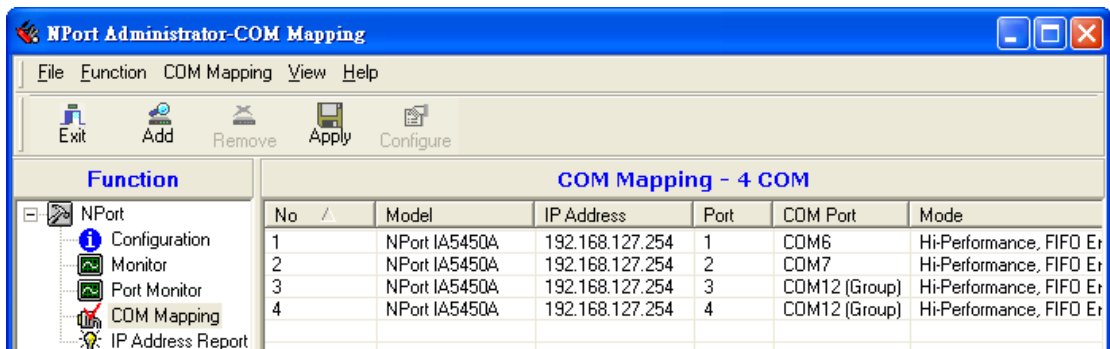 NPort Administrator-COM Mapping
File Function COM Mapping View Help
Exit Add Remove Apply Configure
Function
COM Mapping - 4 COM
NPort
Configuration
Monitor
Port Monitor
COM Mapping
IP Address Report
No Model IP Address Port COM Port Mode
1 NPort IA5450A 192.168.127.254 1 COM6 Hi-Performance, FIFO Er
2 NPort IA5450A 192.168.127.254 2 COM7 Hi-Performance, FIFO Er
3 NPort IA5450A 192.168.127.254 3 COM12 (Group) Hi-Performance, FIFO Er
4 NPort IA5450A 192.168.127.254 4 COM12 (Group) Hi-Performance, FIFO Er